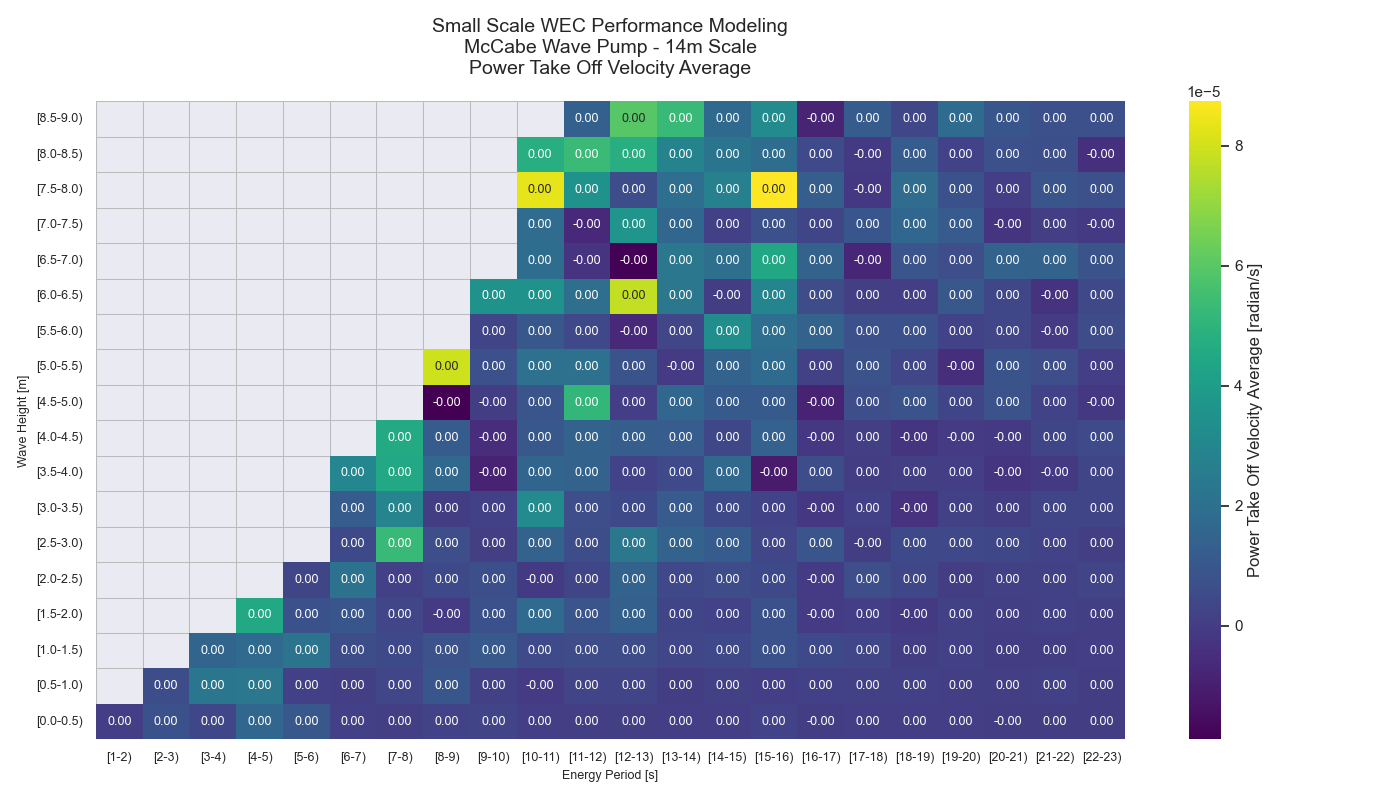 Small Scale WEC Performance Modeling
McCabe Wave Pump - 14m Scale
Power Take Off Velocity Average
Wave Height [m]
[8.5-9.0) 0.00 0.00 0.00 0.00 0.00 -0.00 0.00 0.00 0.00 0.00 0.00 0.00
[8.0-8.5) 0.00 0.00 0.00 0.00 0.00 0.00 0.00 -0.00 0.00 0.00 0.00 0.00 -0.00
[7.5-8.0) 0.00 0.00 0.00 0.00 0.00 0.00 0.00 -0.00 0.00 0.00 0.00 0.00 0.00
[7.0-7.5) 0.00 -0.00 0.00 0.00 0.00 0.00 0.00 0.00 0.00 0.00 -0.00 0.00 -0.00
[6.5-7.0) 0.00 -0.00 -0.00 0.00 0.00 0.00 0.00 -0.00 0.00 0.00 0.00 0.00 0.00
[6.0-6.5) 0.00 0.00 0.00 0.00 0.00 -0.00 0.00 0.00 0.00 0.00 0.00 0.00 -0.00 0.00
[5.5-6.0) 0.00 0.00 0.00 -0.00 0.00 0.00 0.00 0.00 0.00 0.00 0.00 0.00 -0.00 0.00
[5.0-5.5) 0.00 0.00 0.00 0.00 0.00 -0.00 0.00 0.00 0.00 0.00 0.00 -0.00 0.00 0.00 0.00
[4.5-5.0) -0.00 -0.00 0.00 0.00 0.00 0.00 0.00 0.00 -0.00 0.00 0.00 0.00 0.00 0.00 -0.00
[4.0-4.5) 0.00 0.00 -0.00 0.00 0.00 0.00 0.00 0.00 0.00 -0.00 0.00 -0.00 -0.00 -0.00 0.00 0.00
[3.5-4.0) 0.00 0.00 0.00 -0.00 0.00 0.00 0.00 0.00 0.00 -0.00 0.00 0.00 0.00 0.00 -0.00 -0.00 0.00
[3.0-3.5) 0.00 0.00 0.00 0.00 0.00 0.00 0.00 0.00 0.00 0.00 -0.00 0.00 -0.00 0.00 0.00 0.00 0.00
[2.5-3.0) 0.00 0.00 0.00 0.00 0.00 0.00 0.00 0.00 0.00 0.00 0.00 -0.00 0.00 0.00 0.00 0.00 0.00
[2.0-2.5) 0.00 0.00 0.00 0.00 0.00 -0.00 0.00 0.00 0.00 0.00 0.00 -0.00 0.00 0.00 0.00 0.00 0.00 0.00
[1.5-2.0) 0.00 0.00 0.00 0.00 -0.00 0.00 0.00 0.00 0.00 0.00 0.00 0.00 -0.00 0.00 -0.00 0.00 0.00 0.00 0.00
[1.0-1.5) 0.00 0.00 0.00 0.00 0.00 0.00 0.00 0.00 0.00 0.00 0.00 0.00 0.00 0.00 0.00 0.00 0.00 0.00 0.00 0.00
[0.5-1.0) 0.00 0.00 0.00 0.00 0.00 0.00 0.00 0.00 -0.00 0.00 0.00 0.00 0.00 0.00 0.00 0.00 0.00 0.00 0.00 0.00 0.00
[0.0-0.5) 0.00 0.00 0.00 0.00 0.00 0.00 0.00 0.00 0.00 0.00 0.00 0.00 0.00 0.00 0.00 -0.00 0.00 0.00 0.00 -0.00 0.00 0.00
[1-2) [2-3) [3-4) [4-5) [5-6) [6-7) [7-8) [8-9) [9-10) [10-11) [11-12) [12-13) [13-14) [14-15) [15-16) [16-17) [17-18) [18-19) [19-20) [20-21) [21-22) [22-23)
Energy Period [s]
1e−5
8
6
4
2
0
Power Take Off Velocity Average [radian/s]